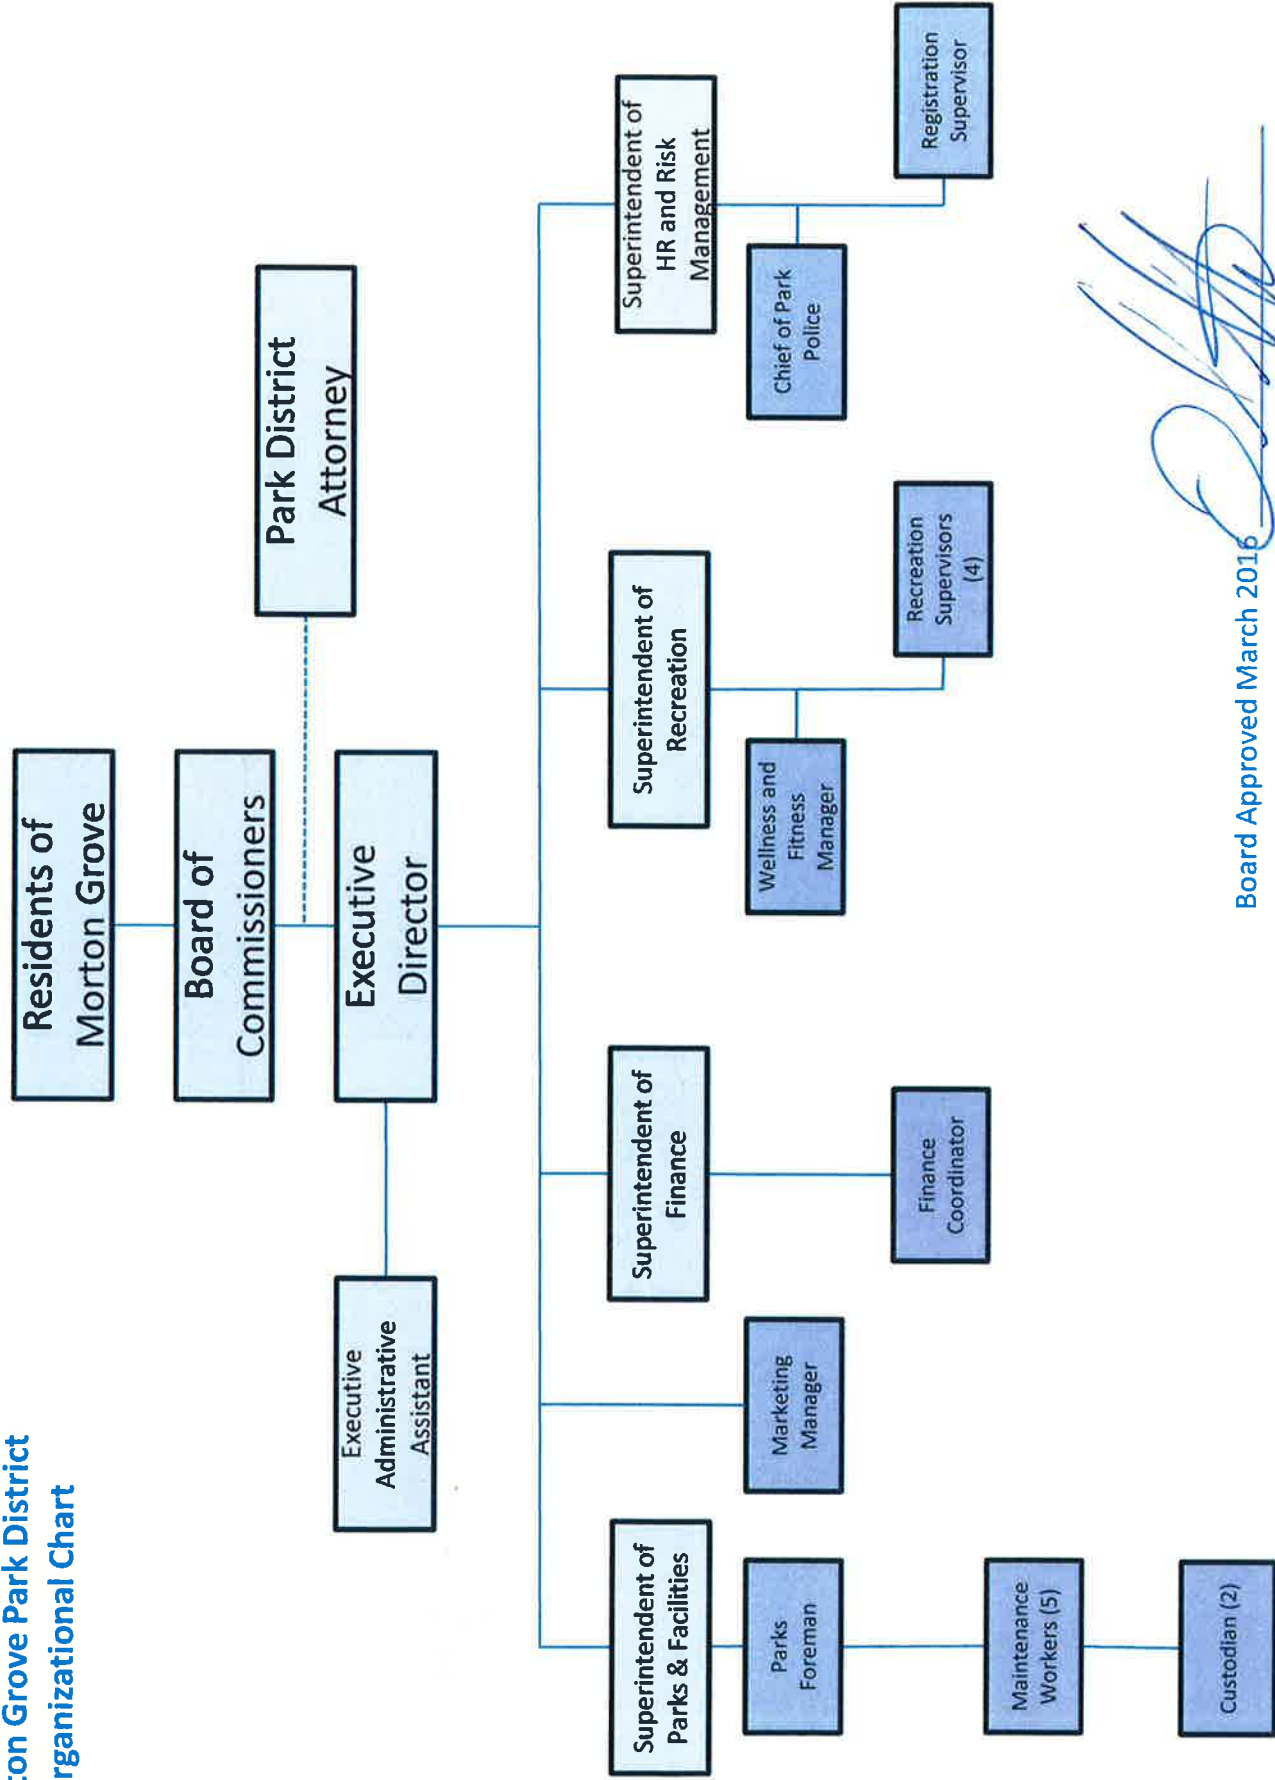 ton Grove Park District
rganizational Chart
Residents of
Morton Grove
Board of
Commissioners
Park District
Attorney
Executive
Director
Executive
Administrative
Assistant
Superintendent of
Parks & Facilities
Superintendent of
Finance
Superintendent of
Recreation
Superintendent of
HR and Risk
Management
Parks
Foreman
Marketing
Manager
Wellness and
Fitness
Manager
Chief of Park
Police
Maintenance
Workers (5)
Finance
Coordinator
Recreation
Supervisors
(4)
Registration
Supervisor
Custodian (2)
Board Approved March 2016